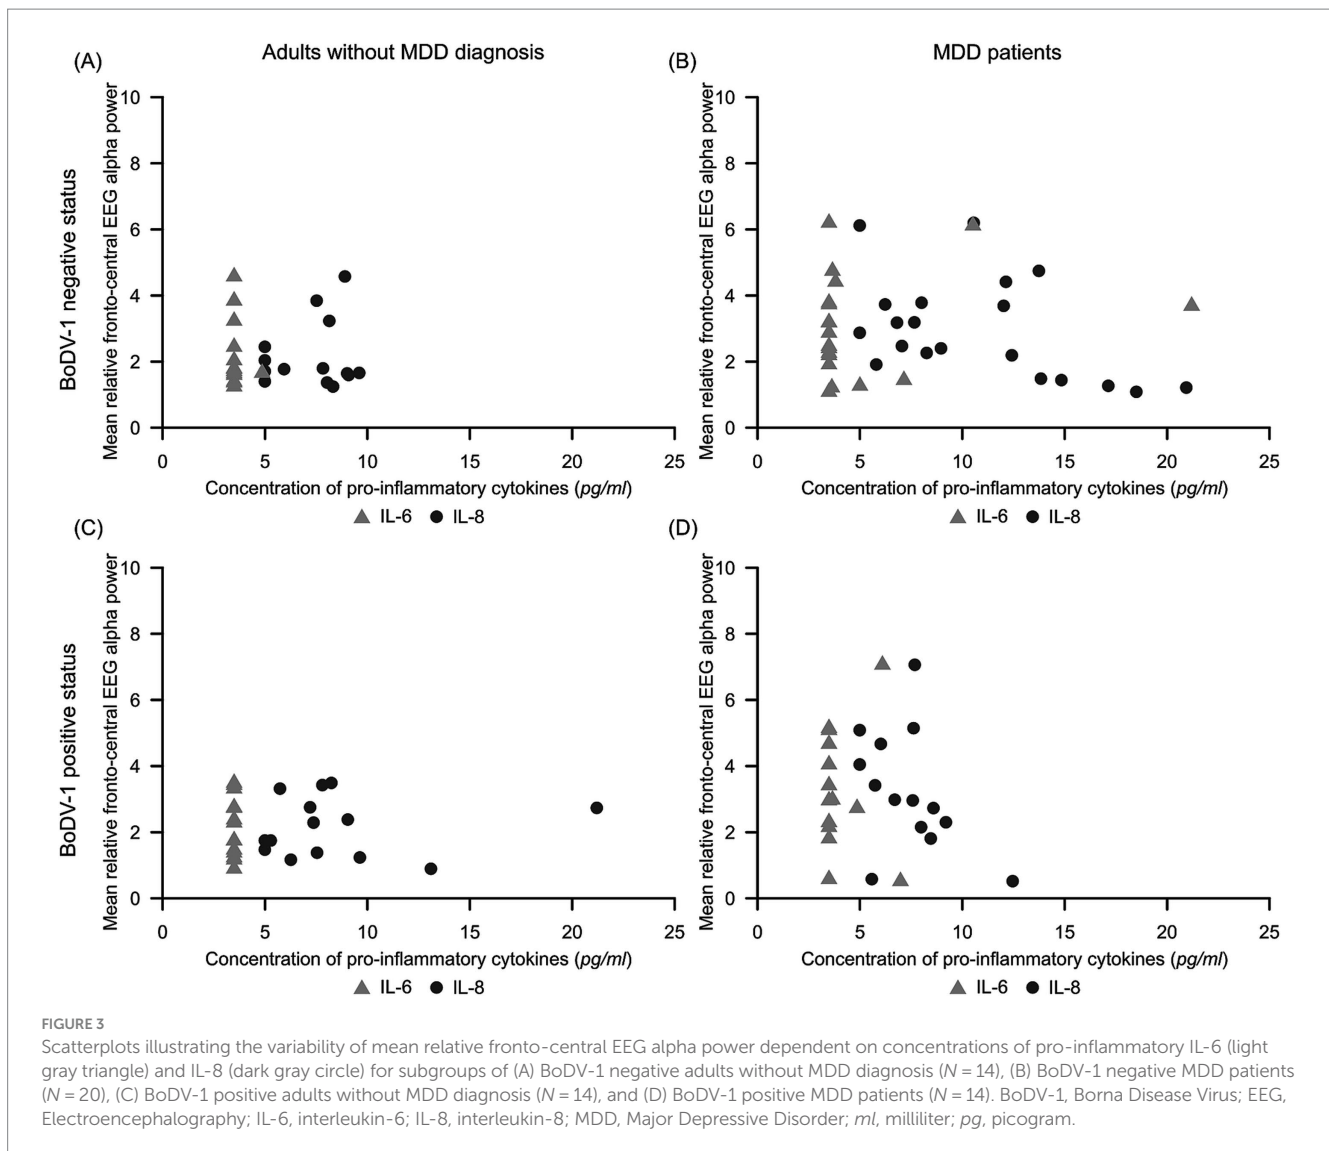 Adults without MDD diagnosis
MDD patients
(A)
BoDV-1 negative status
Mean relative fronto-central EEG alpha power
10
8
6
4
2
0
0 5 10 15 20 25
Concentration of pro-inflammatory cytokines (pg/ml)
IL-6 IL-8
(B)
Mean relative fronto-central EEG alpha power
10
8
6
4
2
0
0 5 10 15 20 25
Concentration of pro-inflammatory cytokines (pg/ml)
IL-6 IL-8
(C)
BoDV-1 positive status
Mean relative fronto-central EEG alpha power
10
8
6
4
2
0
0 5 10 15 20 25
Concentration of pro-inflammatory cytokines (pg/ml)
IL-6 IL-8
(D)
Mean relative fronto-central EEG alpha power
10
8
6
4
2
0
0 5 10 15 20 25
Concentration of pro-inflammatory cytokines (pg/ml)
IL-6 IL-8
FIGURE 3
Scatterplots illustrating the variability of mean relative fronto-central EEG alpha power dependent on concentrations of pro-inflammatory IL-6 (light
gray triangle) and IL-8 (dark gray circle) for subgroups of (A) BoDV-1 negative adults without MDD diagnosis (N = 14), (B) BoDV-1 negative MDD patients
(N = 20), (C) BoDV-1 positive adults without MDD diagnosis (N = 14), and (D) BoDV-1 positive MDD patients (N = 14). BoDV-1, Borna Disease Virus; EEG,
Electroencephalography; IL-6, interleukin-6; IL-8, interleukin-8; MDD, Major Depressive Disorder; ml, milliliter; pg, picogram.